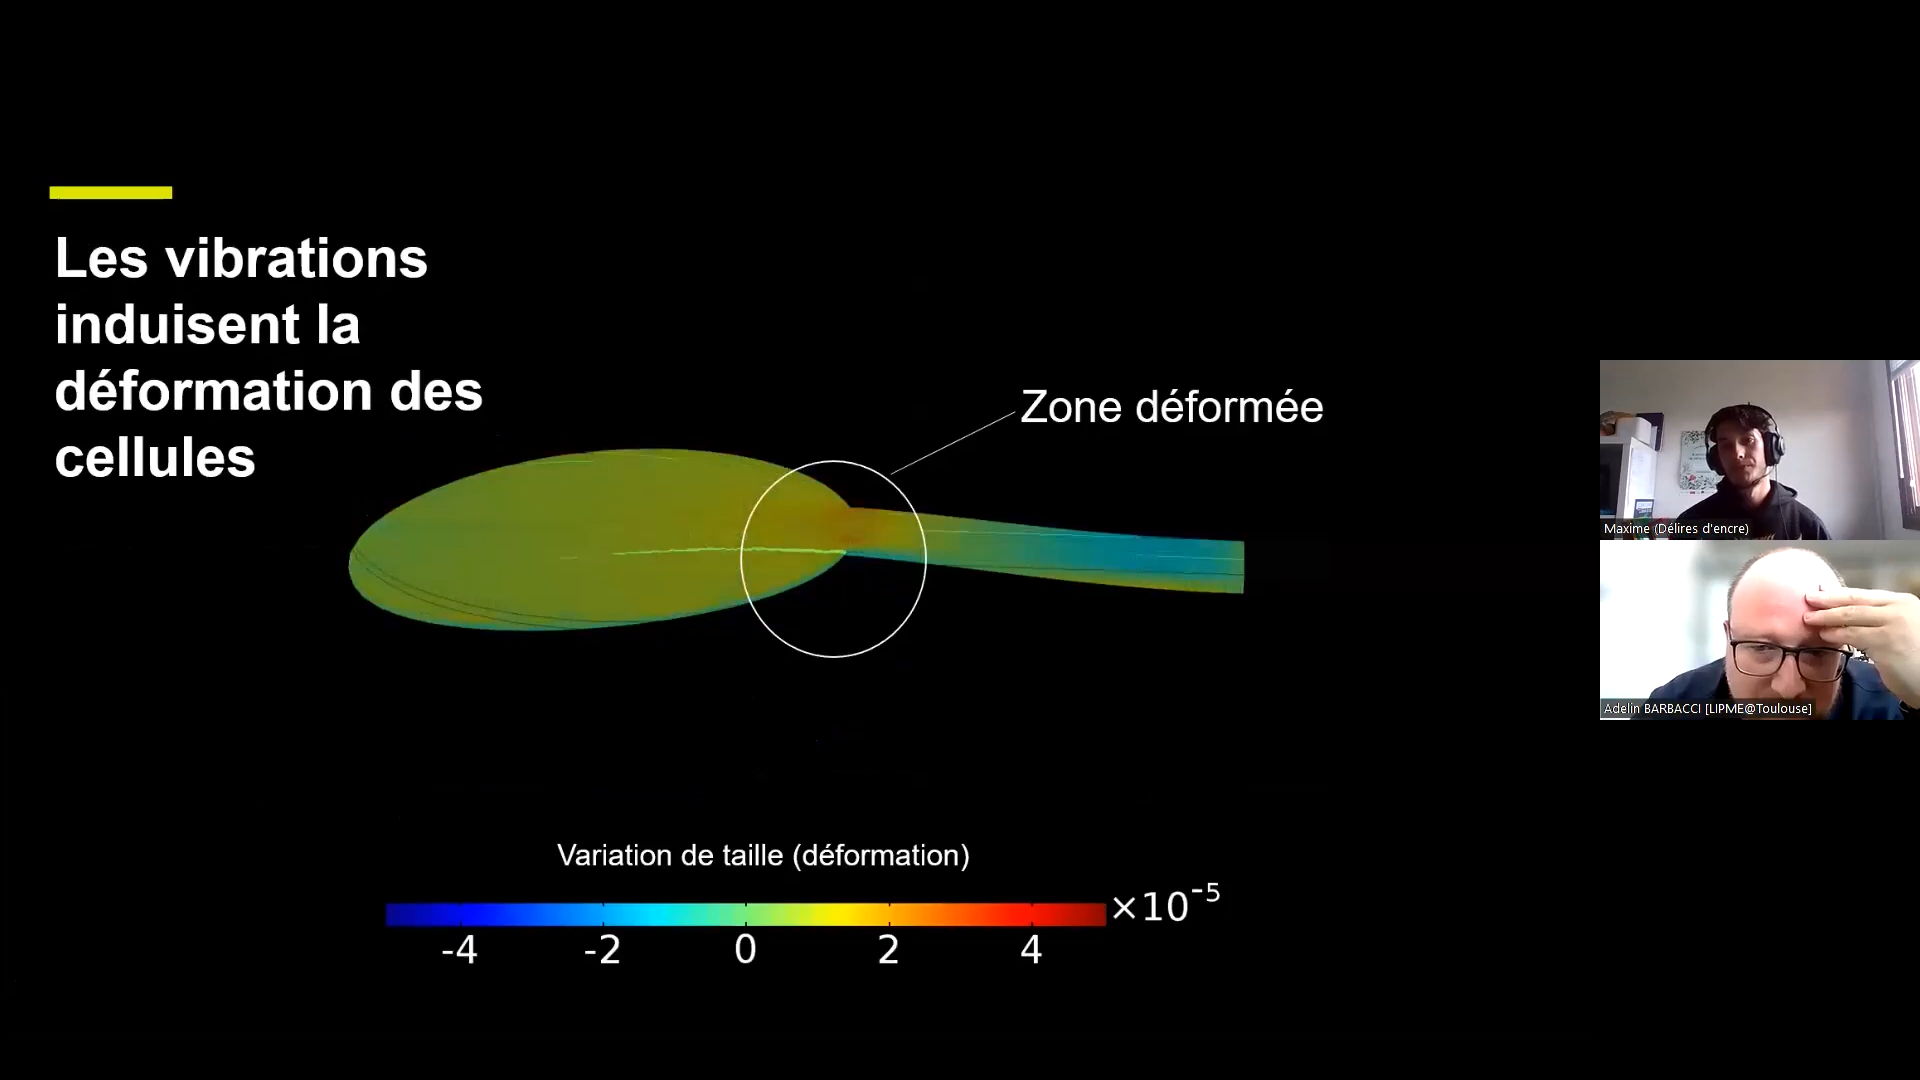 Les vibrations
induisent la
déformation des
cellules
Zone déformée
Variation de taille (déformation)
×10⁻⁵
-4 -2 0 2 4
Maxime (Délires d'encre)
Adelin BARBACCI [LIPME@Toulouse]